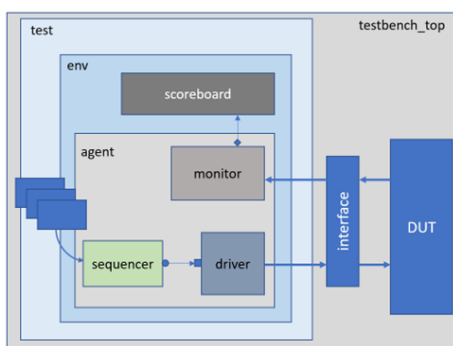 test
testbench_top
env
scoreboard
agent
monitor
interface
DUT
sequencer
driver